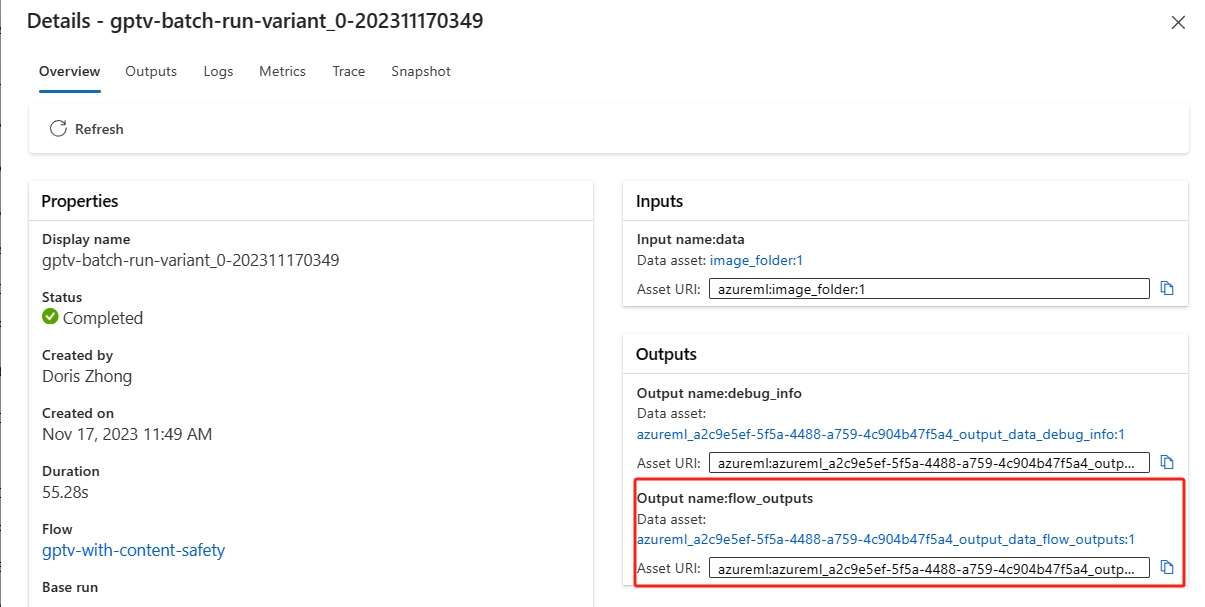 Details - gptv-batch-run-variant_0-202311170349
Overview Outputs Logs Metrics Trace Snapshot
Refresh
Properties
Display name
gptv-batch-run-variant_0-202311170349
Status
Completed
Created by
Doris Zhong
Created on
Nov 17, 2023 11:49 AM
Duration
55.28s
Flow
gptv-with-content-safety
Base run
Inputs
Input name:data
Data asset: image_folder:1
Asset URI: azureml:image_folder:1
Outputs
Output name:debug_info
Data asset:
azureml_a2c9e5ef-5f5a-4488-a759-4c904b47f5a4_output_data_debug_info:1
Asset URI: azureml:azureml_a2c9e5ef-5f5a-4488-a759-4c904b47f5a4_outp...
Output name:flow_outputs
Data asset:
azureml_a2c9e5ef-5f5a-4488-a759-4c904b47f5a4_output_data_flow_outputs:1
Asset URI: azureml:azureml_a2c9e5ef-5f5a-4488-a759-4c904b47f5a4_outp...